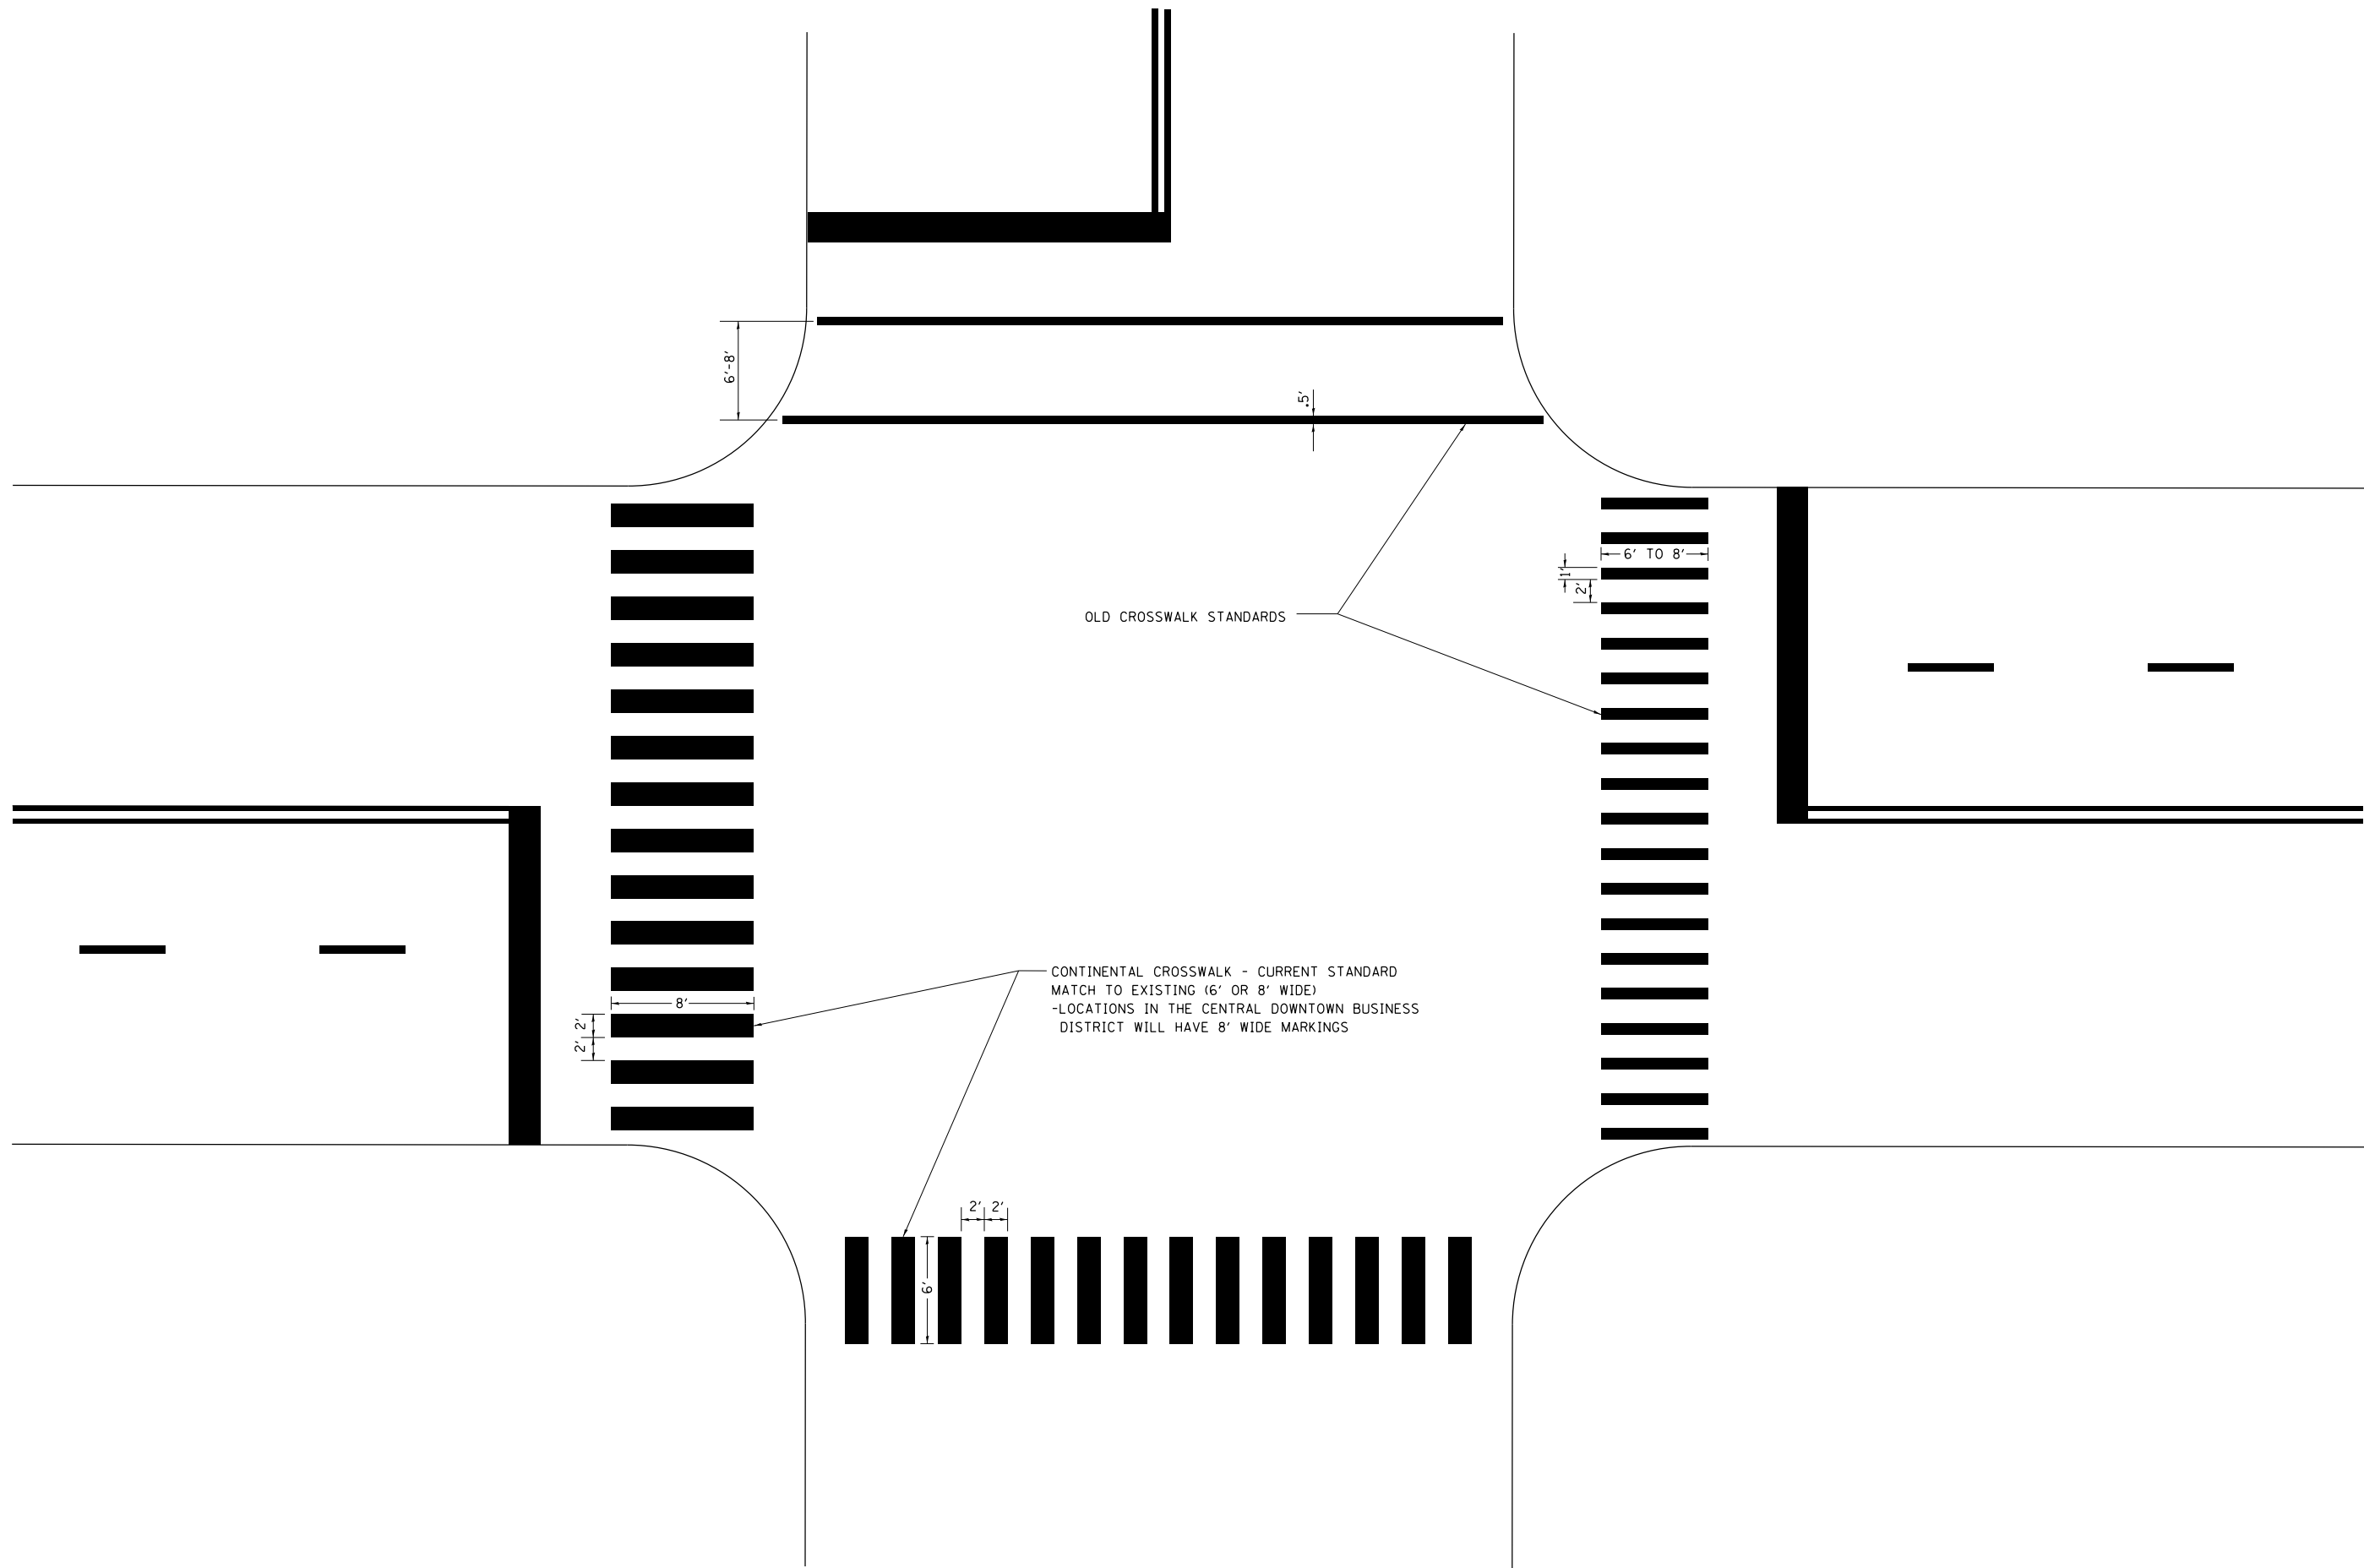 6'-8'
.5'
6' TO 8'
1'
2'
OLD CROSSWALK STANDARDS
CONTINENTAL CROSSWALK - CURRENT STANDARD
MATCH TO EXISTING (6' OR 8' WIDE)
-LOCATIONS IN THE CENTRAL DOWNTOWN BUSINESS
DISTRICT WILL HAVE 8' WIDE MARKINGS
8'
2'
2'
2' 2'
6'